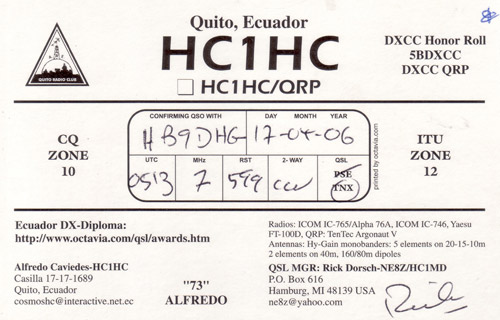 Quito, Ecuador
HC1HC
HC1HC/QRP
QUITO RADIO CLUB
DXCC Honor Roll
5BDXCC
DXCC QRP
CQ
ZONE
10
CONFIRMING QSO WITH DAY MONTH YEAR
HB9DHG 17-04-06
UTC MHz RST 2-WAY QSL
0513 7 599 CW PSE
TNX
printed by octavia.com
ITU
ZONE
12
Ecuador DX-Diploma:
http://www.octavia.com/qsl/awards.htm
Radios: ICOM IC-765/Alpha 76A, ICOM IC-746, Yaesu
FT-100D, QRP: TenTec Argonaut V
Antennas: Hy-Gain monobanders: 5 elements on 20-15-10m
2 elements on 40m, 160/80m dipoles
Alfredo Caviedes-HC1HC
Casilla 17-17-1689
Quito, Ecuador
cosmoshc@interactive.net.ec
"73"
ALFREDO
QSL MGR: Rick Dorsch-NE8Z/HC1MD
P.O. Box 616
Hamburg, MI 48139 USA
ne8z@yahoo.com
Rick